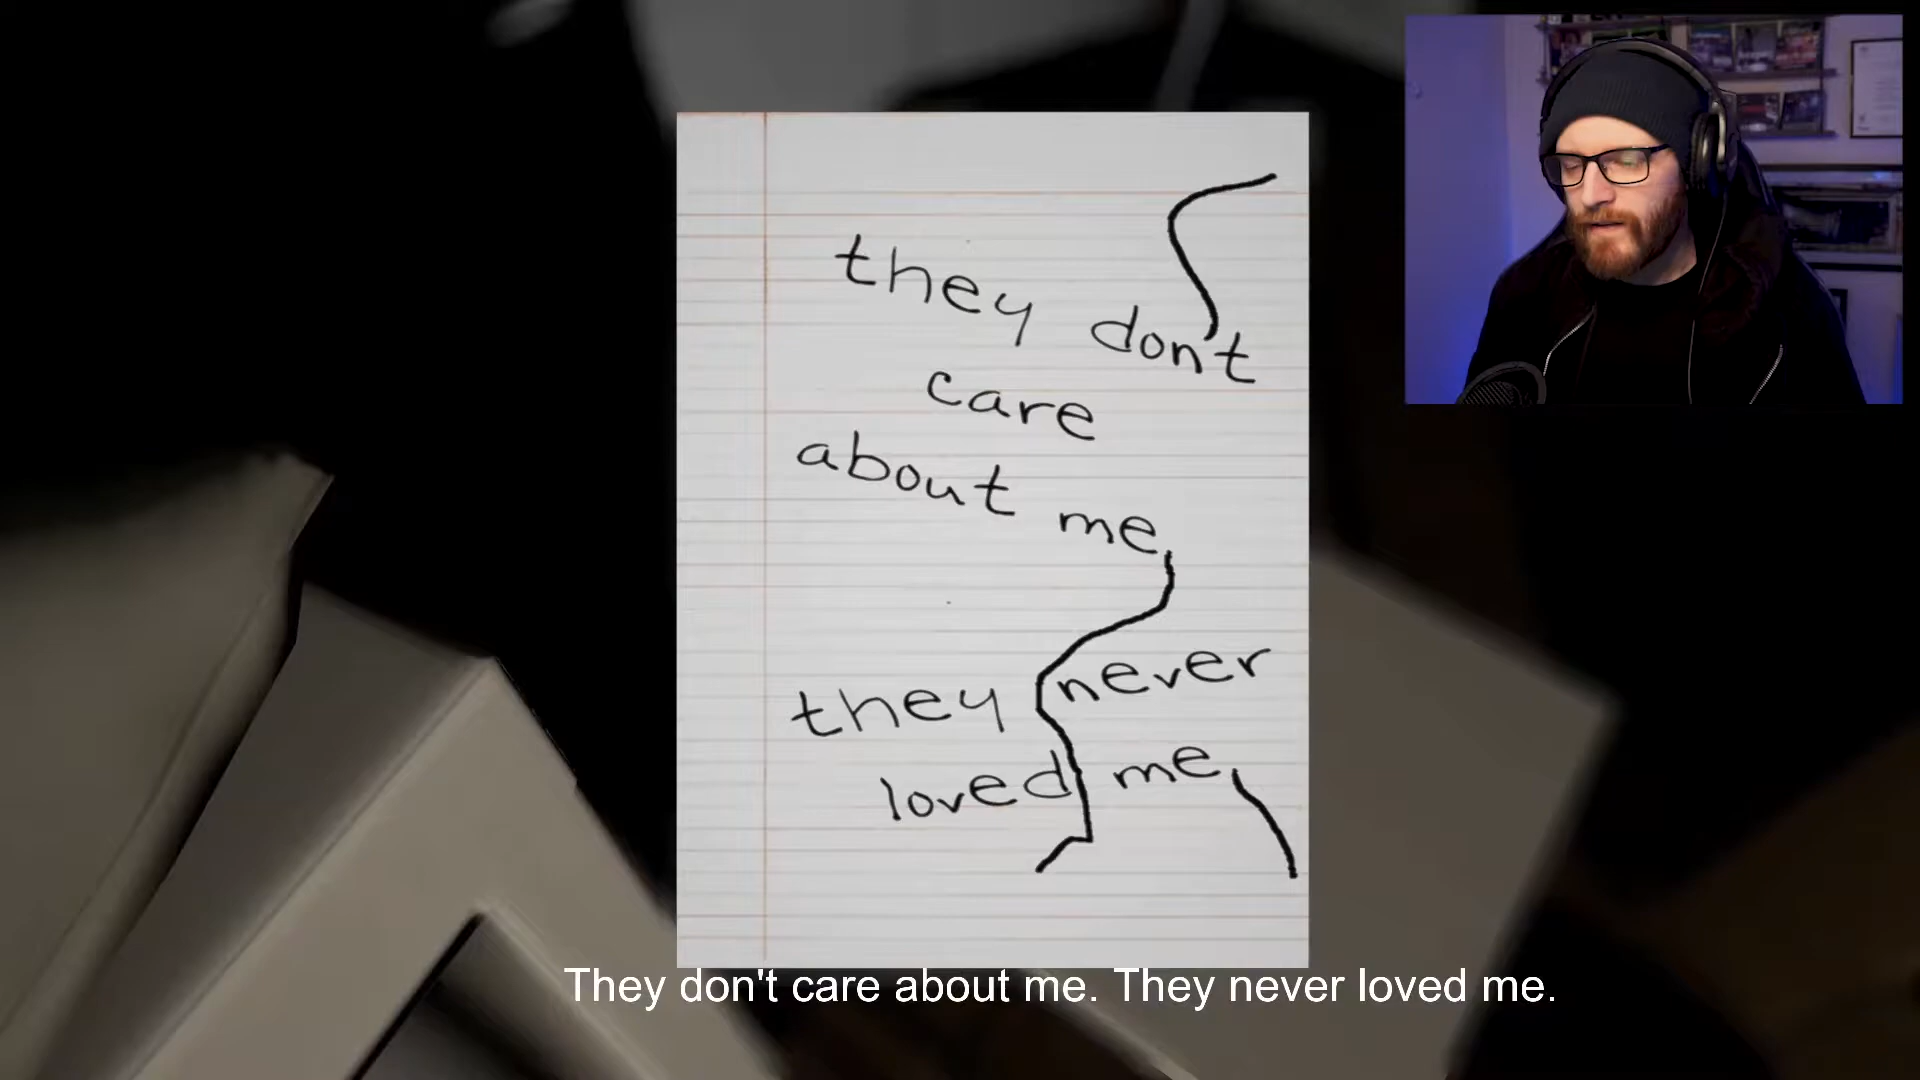 they don't
care
about me
they never
loved me
They don't care about me. They never loved me.